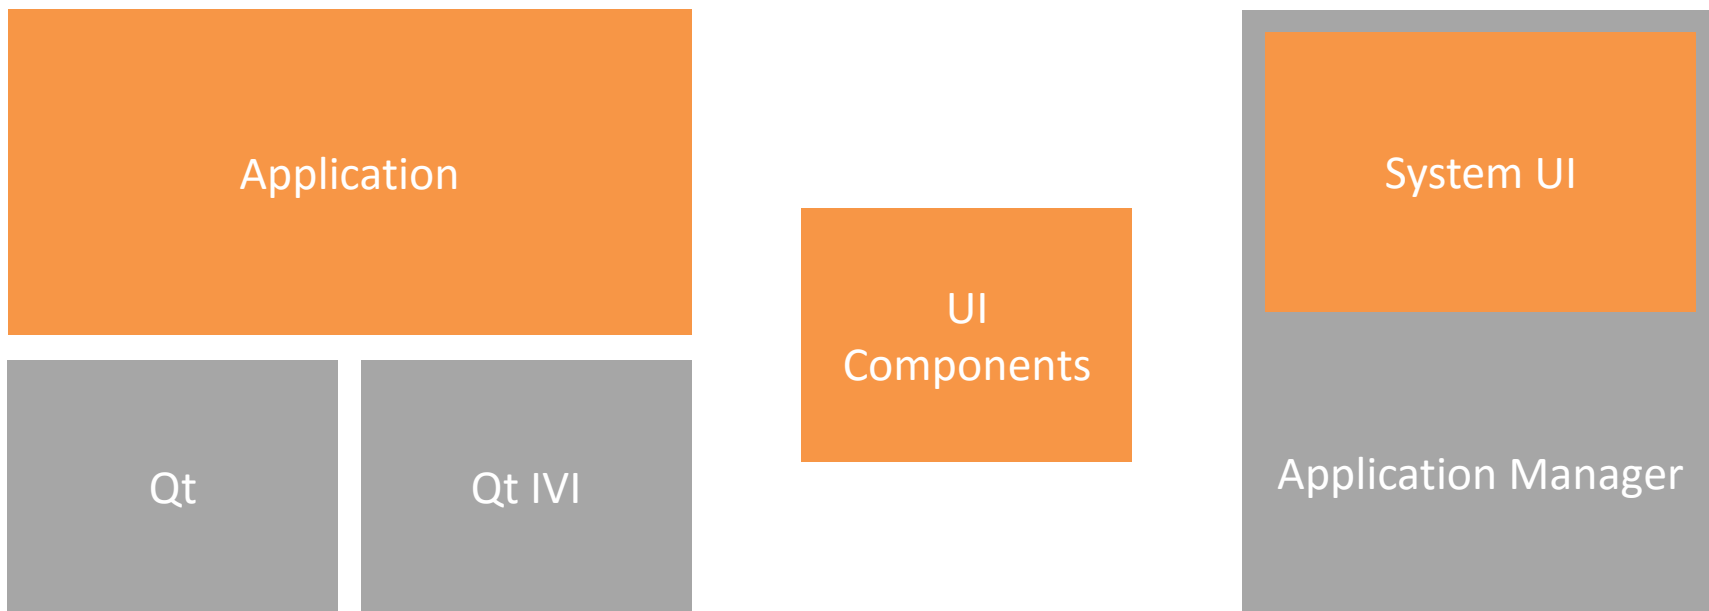 Application
Qt
Qt IVI
UI
Components
System UI
Application Manager